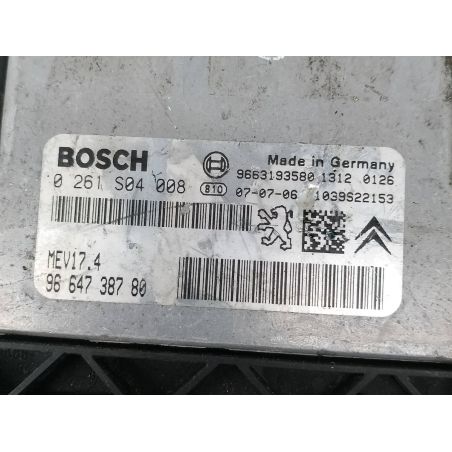 BOSCH
Made in Germany
9663193580 1312 0126
0 261 S04 008
810
07-07-06 1039S22153
MEV17.4
96 647 387 80